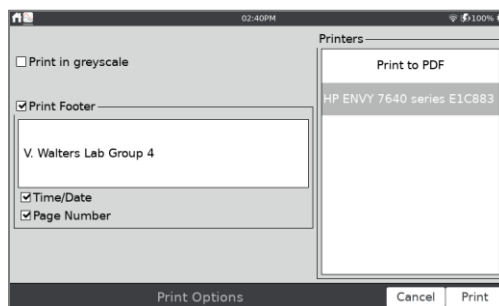 02:40PM
100%
Print in greyscale
Print Footer
V. Walters Lab Group 4
Time/Date
Page Number
Printers
Print to PDF
HP ENVY 7640 series E1C883
Print Options
Cancel
Print